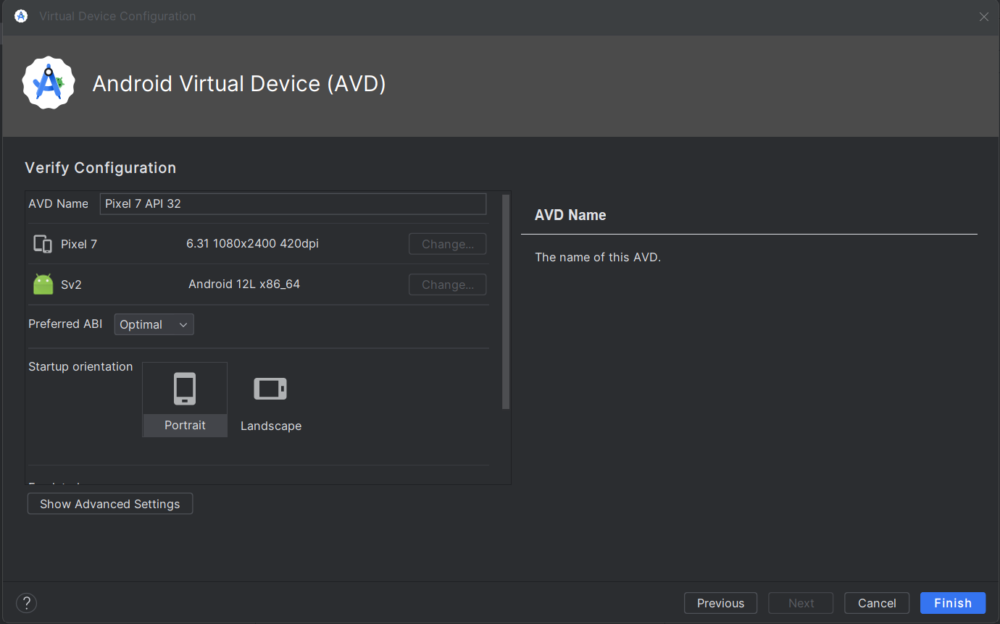 Virtual Device Configuration
Android Virtual Device (AVD)
Verify Configuration
AVD Name Pixel 7 API 32
Pixel 7 6.31 1080x2400 420dpi Change...
Sv2 Android 12L x86_64 Change...
Preferred ABI Optimal
Startup orientation
Portrait
Landscape
Show Advanced Settings
AVD Name
The name of this AVD.
?
Previous Next Cancel Finish